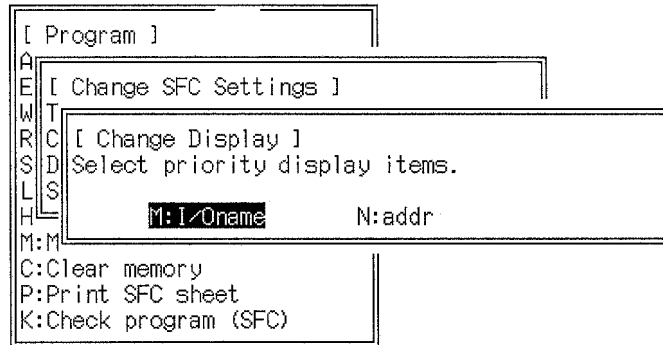 [ Program ]
A
E [ Change SFC Settings ]
W T
R C [ Change Display ]
S D Select priority display items.
L S
H M:I/Oname N:addr
M:M
C:Clear memory
P:Print SFC sheet
K:Check program (SFC)